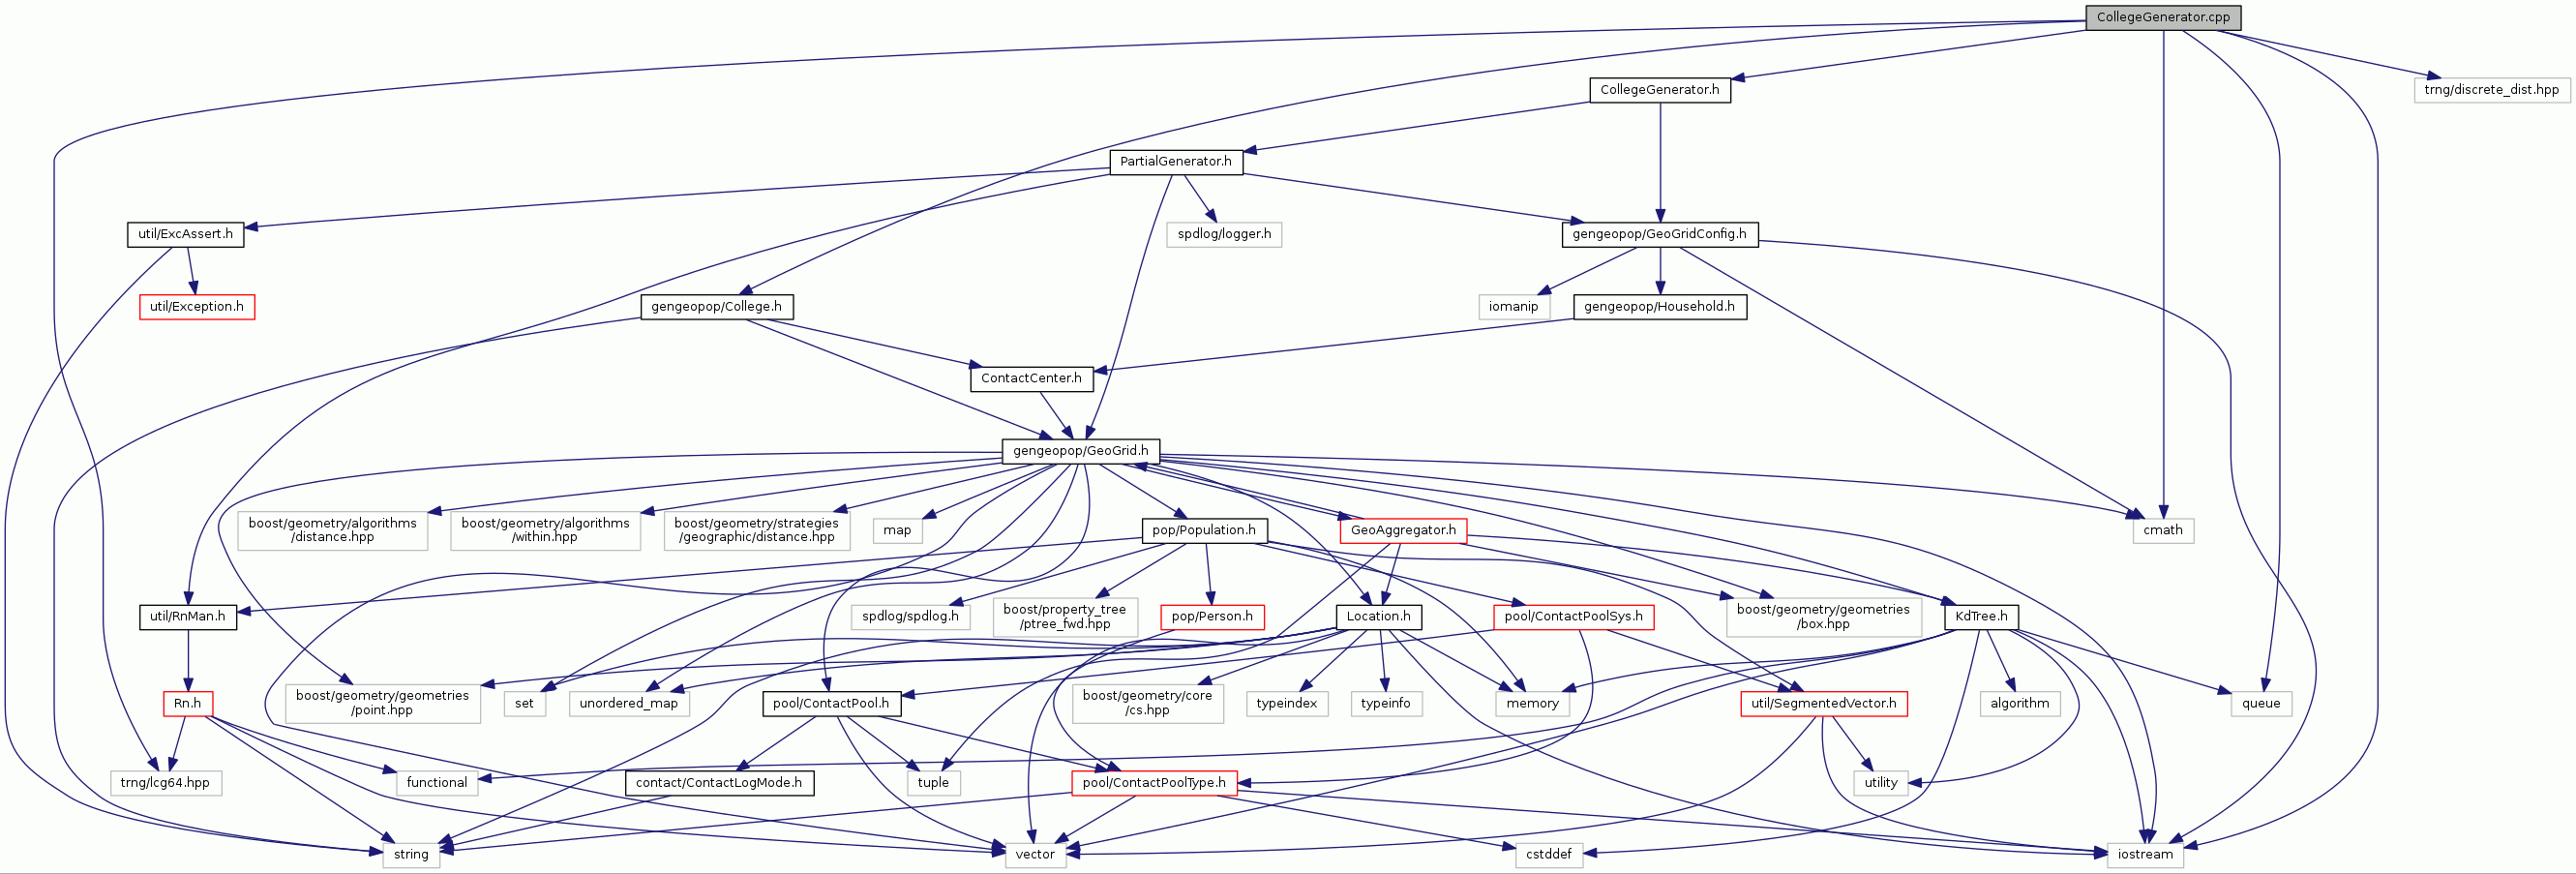 CollegeGenerator.cpp
CollegeGenerator.h
trng/discrete_dist.hpp
PartialGenerator.h
util/ExcAssert.h
spdlog/logger.h
gengeopop/GeoGridConfig.h
util/Exception.h
gengeopop/College.h
iomanip
gengeopop/Household.h
ContactCenter.h
gengeopop/GeoGrid.h
boost/geometry/algorithms
/distance.hpp
boost/geometry/algorithms
/within.hpp
boost/geometry/strategies
/geographic/distance.hpp
map
pop/Population.h
GeoAggregator.h
cmath
util/RnMan.h
spdlog/spdlog.h
boost/property_tree
/ptree_fwd.hpp
pop/Person.h
Location.h
pool/ContactPoolSys.h
boost/geometry/geometries
/box.hpp
KdTree.h
Rn.h
boost/geometry/geometries
/point.hpp
set
unordered_map
pool/ContactPool.h
boost/geometry/core
/cs.hpp
typeindex
typeinfo
memory
util/SegmentedVector.h
algorithm
queue
trng/lcg64.hpp
functional
contact/ContactLogMode.h
tuple
pool/ContactPoolType.h
utility
string
vector
cstddef
iostream